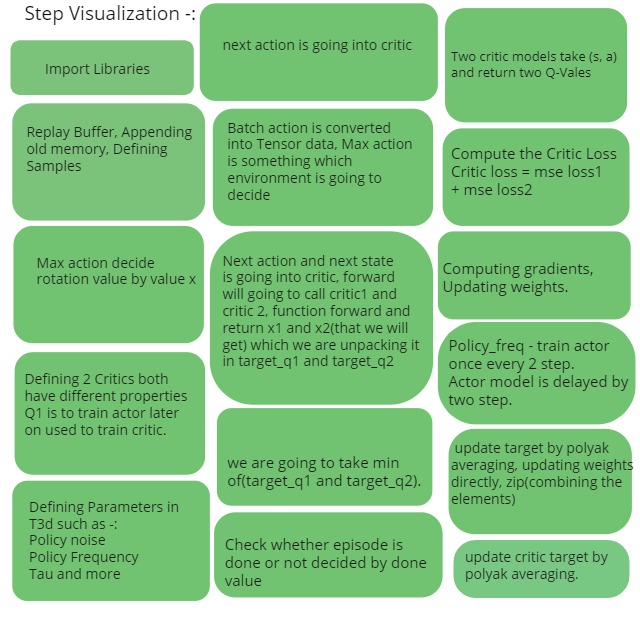 Step Visualization -:
Import Libraries
Replay Buffer, Appending
old memory, Defining
Samples
Max action decide
rotation value by value x
Defining 2 Critics both
have different properties
Q1 is to train actor later
on used to train critic.
Defining Parameters in
T3d such as -:
Policy noise
Policy Frequency
Tau and more
next action is going into critic
Batch action is converted
into Tensor data, Max action
is something which
environment is going to
decide
Next action and next state
is going into critic, forward
will going to call critic1 and
critic 2, function forward and
return x1 and x2(that we will
get) which we are unpacking it
in target_q1 and target_q2
we are going to take min
of(target_q1 and target_q2).
Check whether episode is
done or not decided by done
value
Two critic models take (s, a)
and return two Q-Vales
Compute the Critic Loss
Critic loss = mse loss1
+ mse loss2
Computing gradients,
Updating weights.
Policy_freq - train actor
once every 2 step.
Actor model is delayed by
two step.
update target by polyak
averaging, updating weights
directly, zip(combining the
elements)
update critic target by
polyak averaging.